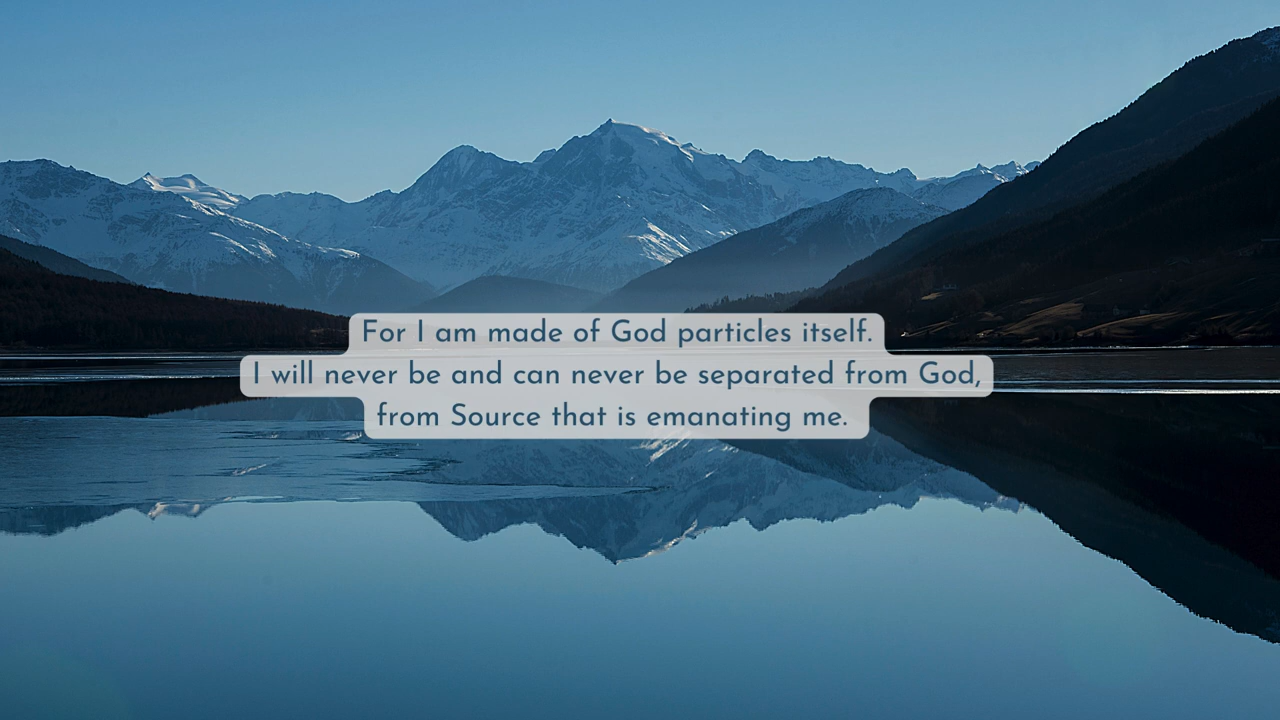 For I am made of God particles itself.
I will never be and can never be separated from God,
from Source that is emanating me.